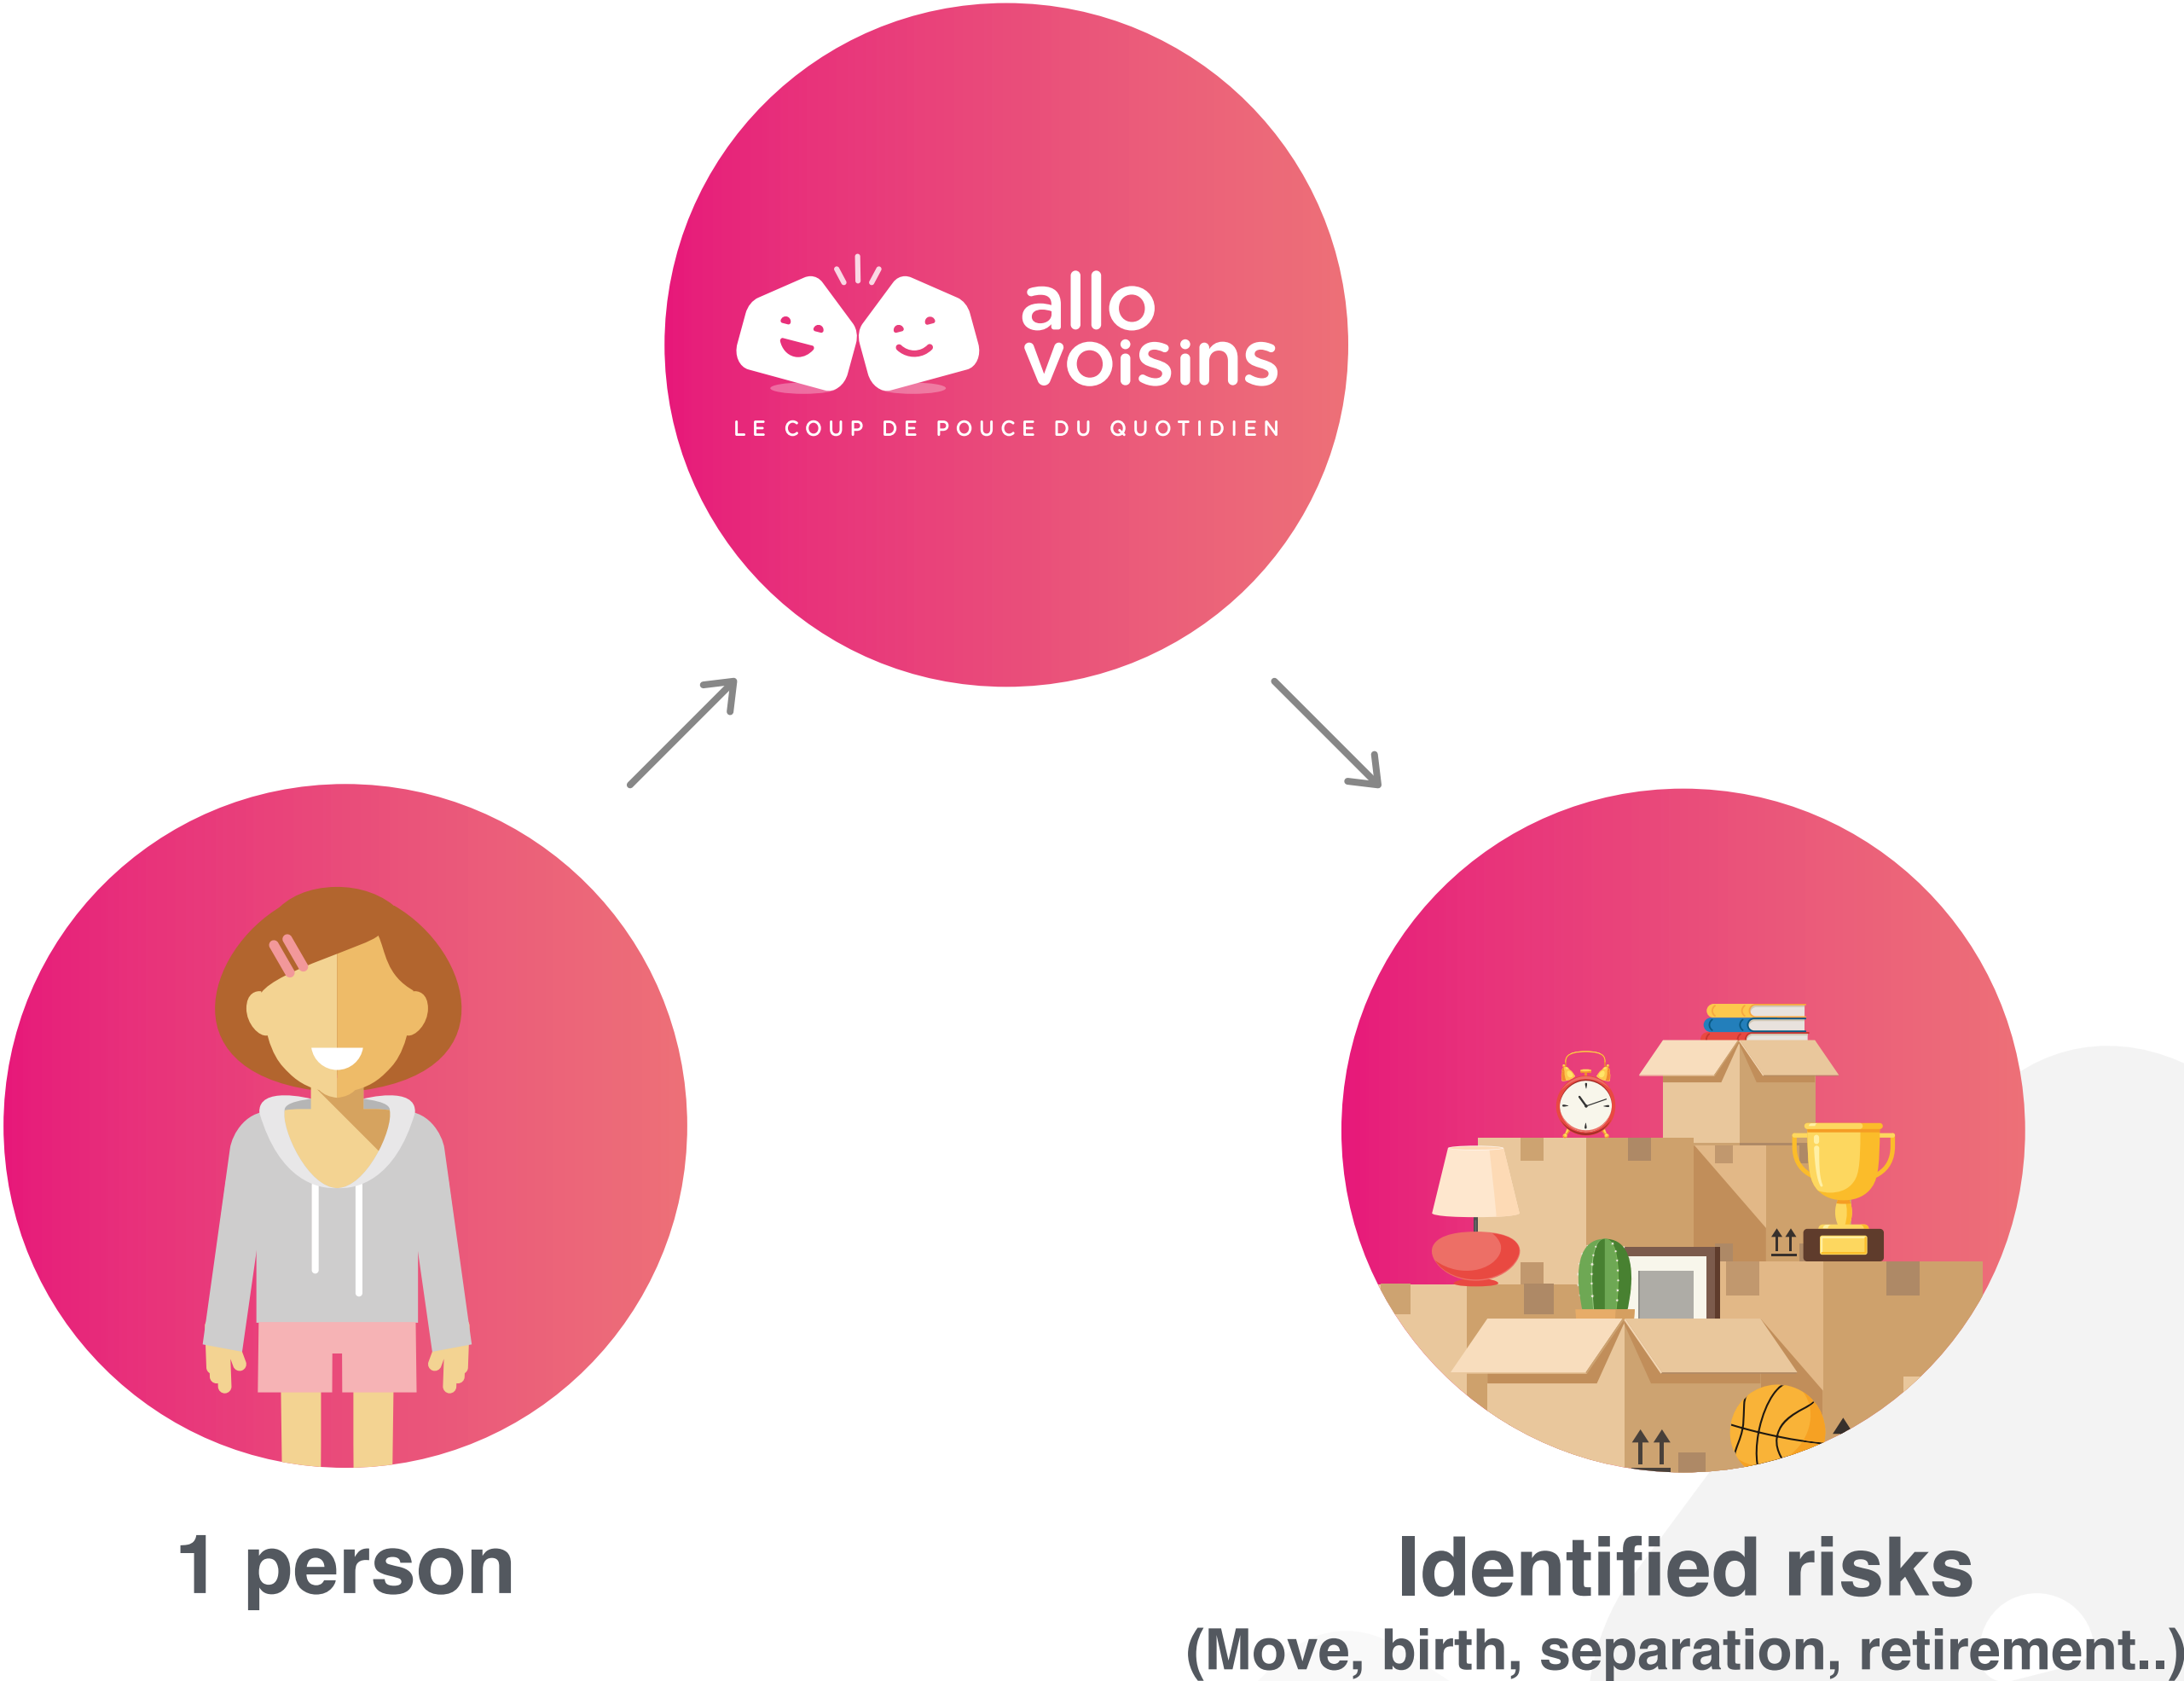 allo
voisins
LE COUP DE POUCE DU QUOTIDIEN
1 person
Identified risks
(Move, birth, separation, retirement..)